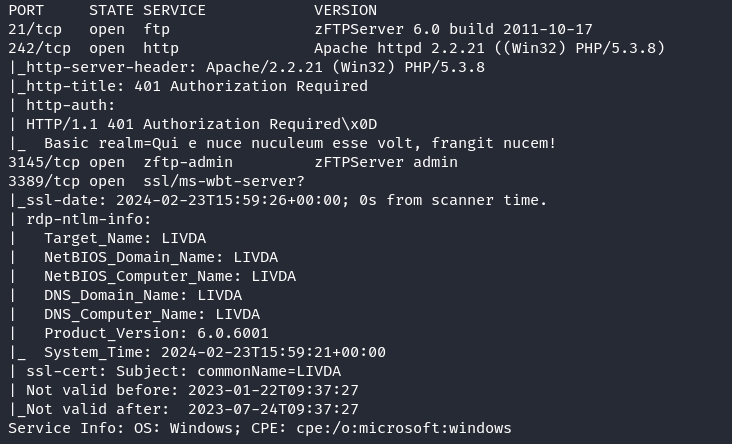 PORT     STATE SERVICE            VERSION
21/tcp   open  ftp                zFTPServer 6.0 build 2011-10-17
242/tcp  open  http               Apache httpd 2.2.21 ((Win32) PHP/5.3.8)
|_http-server-header: Apache/2.2.21 (Win32) PHP/5.3.8
|_http-title: 401 Authorization Required
| http-auth:
| HTTP/1.1 401 Authorization Required\x0D
|_  Basic realm=Qui e nuce nuculeum esse volt, frangit nucem!
3145/tcp open  zftp-admin         zFTPServer admin
3389/tcp open  ssl/ms-wbt-server?
|_ssl-date: 2024-02-23T15:59:26+00:00; 0s from scanner time.
| rdp-ntlm-info:
|   Target_Name: LIVDA
|   NetBIOS_Domain_Name: LIVDA
|   NetBIOS_Computer_Name: LIVDA
|   DNS_Domain_Name: LIVDA
|   DNS_Computer_Name: LIVDA
|   Product_Version: 6.0.6001
|_  System_Time: 2024-02-23T15:59:21+00:00
| ssl-cert: Subject: commonName=LIVDA
| Not valid before: 2023-01-22T09:37:27
|_Not valid after:  2023-07-24T09:37:27
Service Info: OS: Windows; CPE: cpe:/o:microsoft:windows